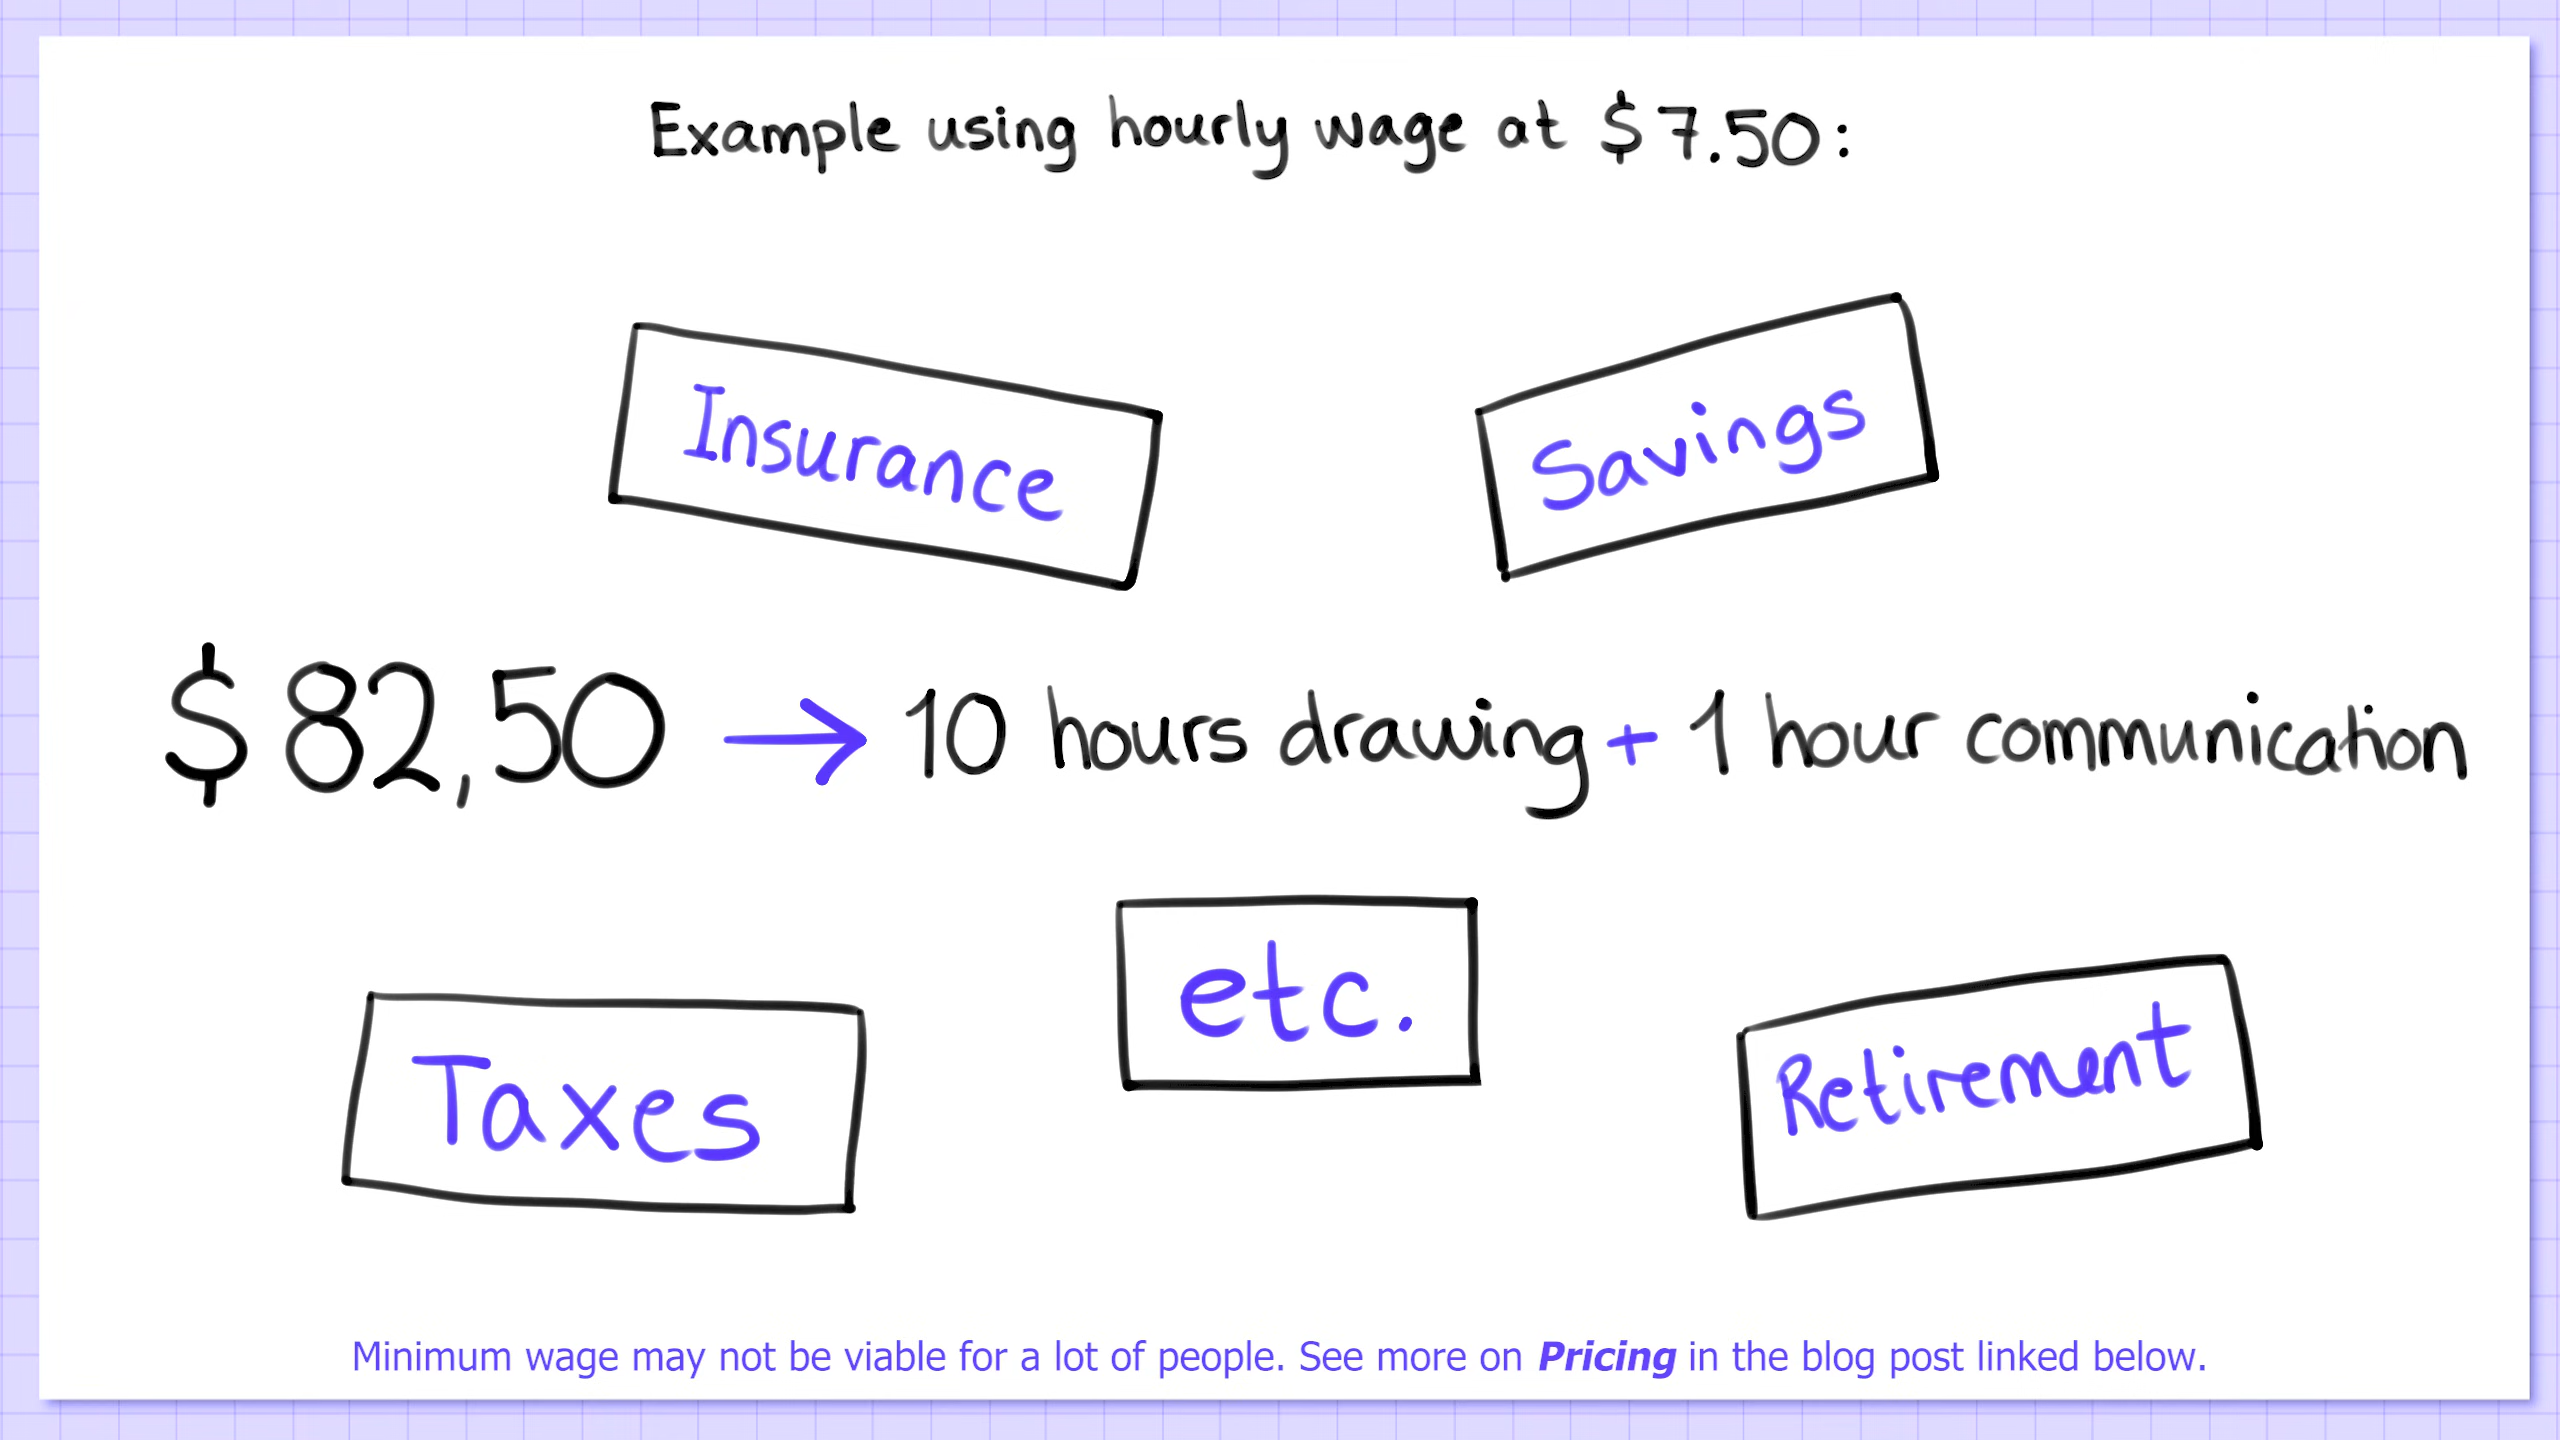 Example using hourly wage at $7.50:
Insurance
Savings
$82,50 → 10 hours drawing + 1 hour communication
etc.
Taxes
Retirement
Minimum wage may not be viable for a lot of people. See more on Pricing in the blog post linked below.